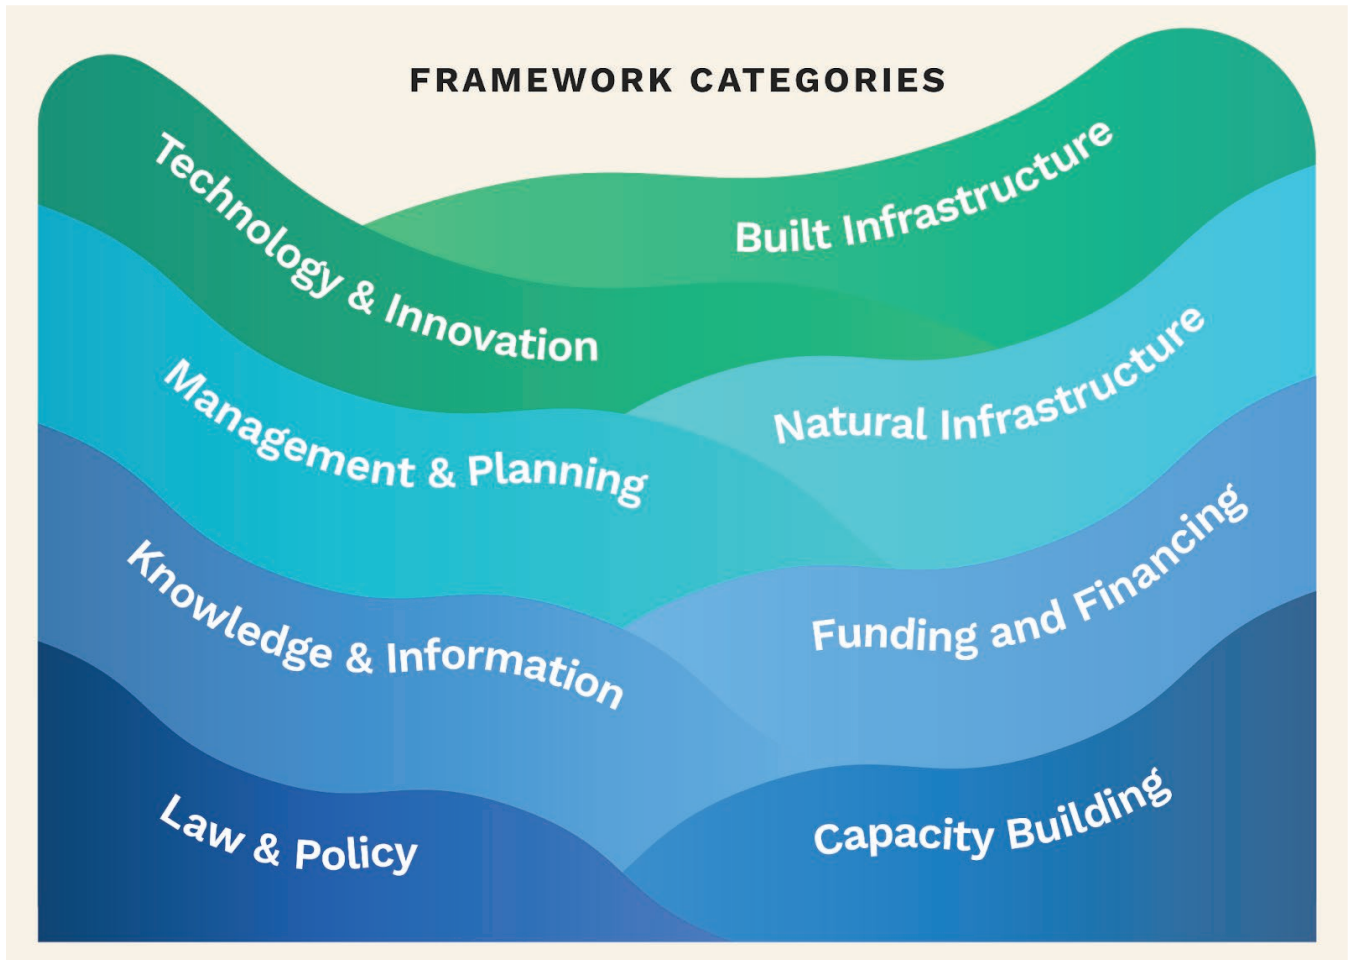 FRAMEWORK CATEGORIES
Technology & Innovation
Built Infrastructure
Management & Planning
Natural Infrastructure
Knowledge & Information
Funding and Financing
Law & Policy
Capacity Building